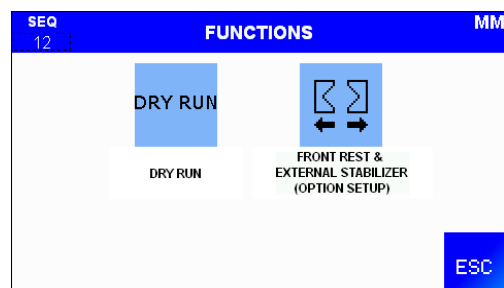 SEQ
12
FUNCTIONS
MM
DRY RUN
DRY RUN
FRONT REST &
EXTERNAL STABILIZER
(OPTION SETUP)
ESC